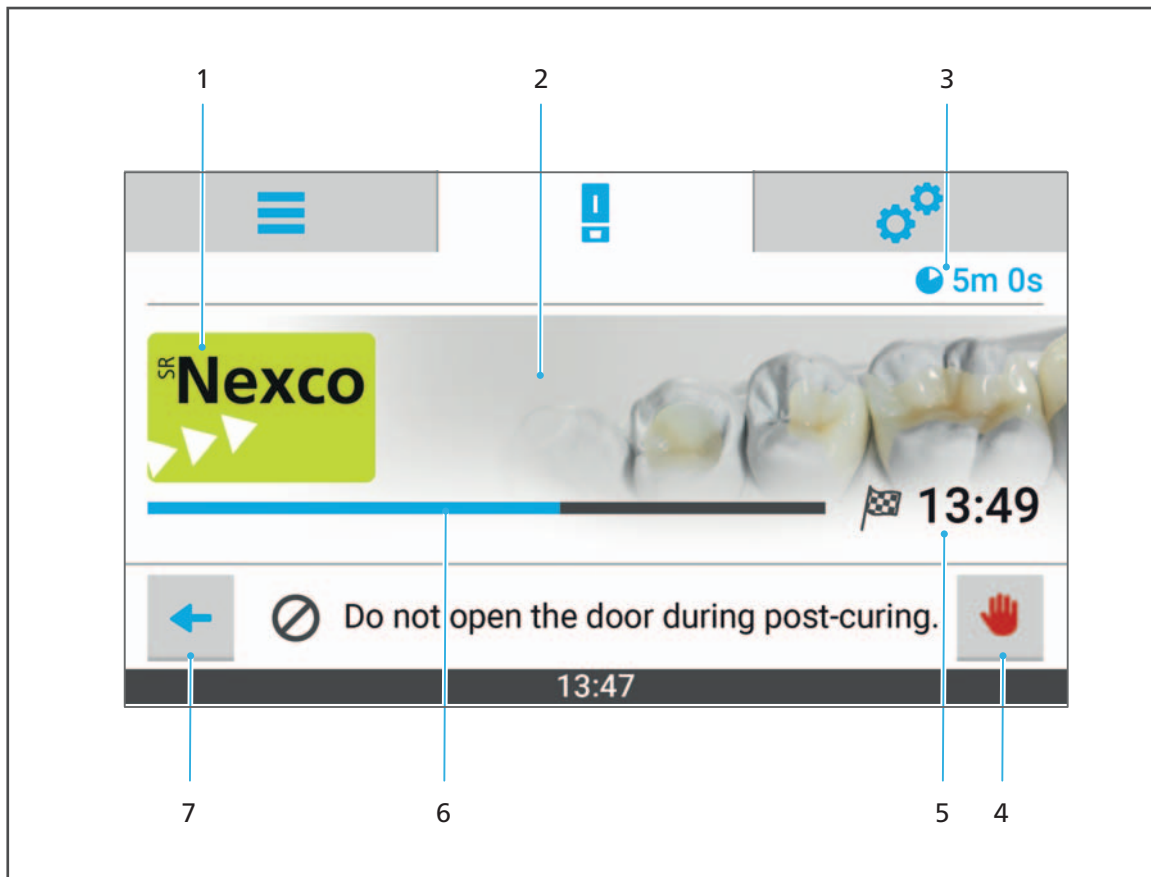 1 2 3
5m 0s
SR Nexco
13:49
Do not open the door during post-curing.
13:47
7 6 5 4